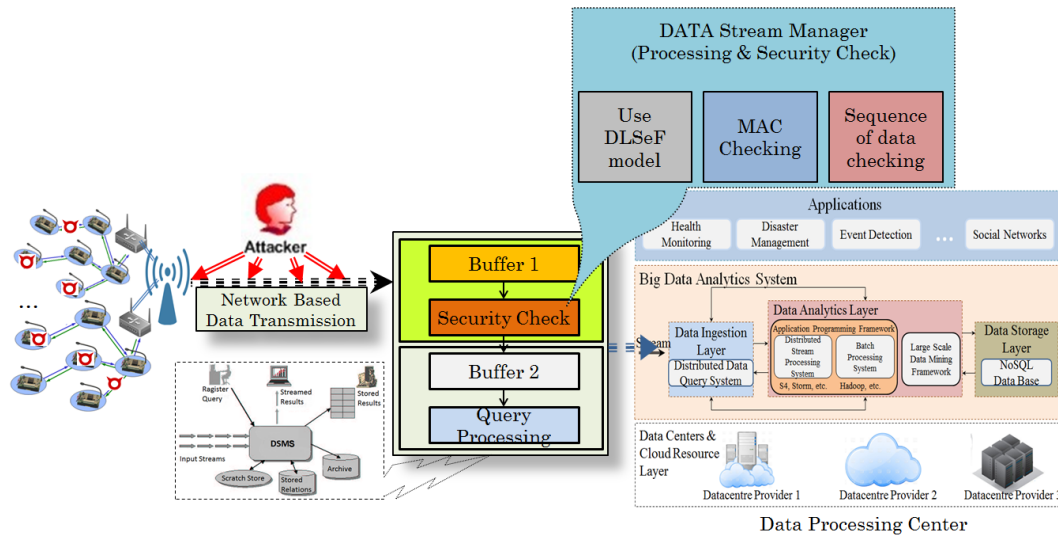 DATA Stream Manager
(Processing & Security Check)
Use
DLSeF
model
MAC
Checking
Sequence
of data
checking
Attacker
Network Based
Data Transmission
...
Buffer 1
Security Check
Buffer 2
Query
Processing
Ragister
Query
Streamed
Results
Stored
Results
DSMS
Input Streams
Scratch Store
Stored
Relations
Archive
Applications
Health
Monitoring
Disaster
Management
Event Detection
...
Social Networks
Big Data Analytics System
Stream
Data Ingestion
Layer
Distributed Data
Query System
Data Analytics Layer
Application Programming Framework
Distributed
Stream
Processing
System
Batch
Processing
System
S4, Storm, etc.
Hadoop, etc.
Large Scale
Data Mining
Framework
Data Storage
Layer
NoSQL
Data Base
Data Centers &
Cloud Resource
Layer
Datacentre Provider 1
Datacentre Provider 2
Datacentre Provider 3
Data Processing Center